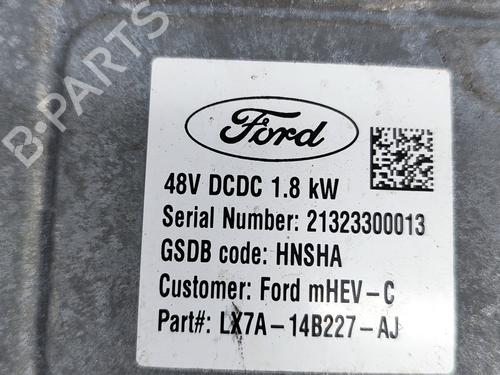 B-PARTS
Ford
48V DCDC 1.8 kW
Serial Number: 21323300013
GSDB code: HNSHA
Customer: Ford mHEV-C
Part#: LX7A-14B227-AJ